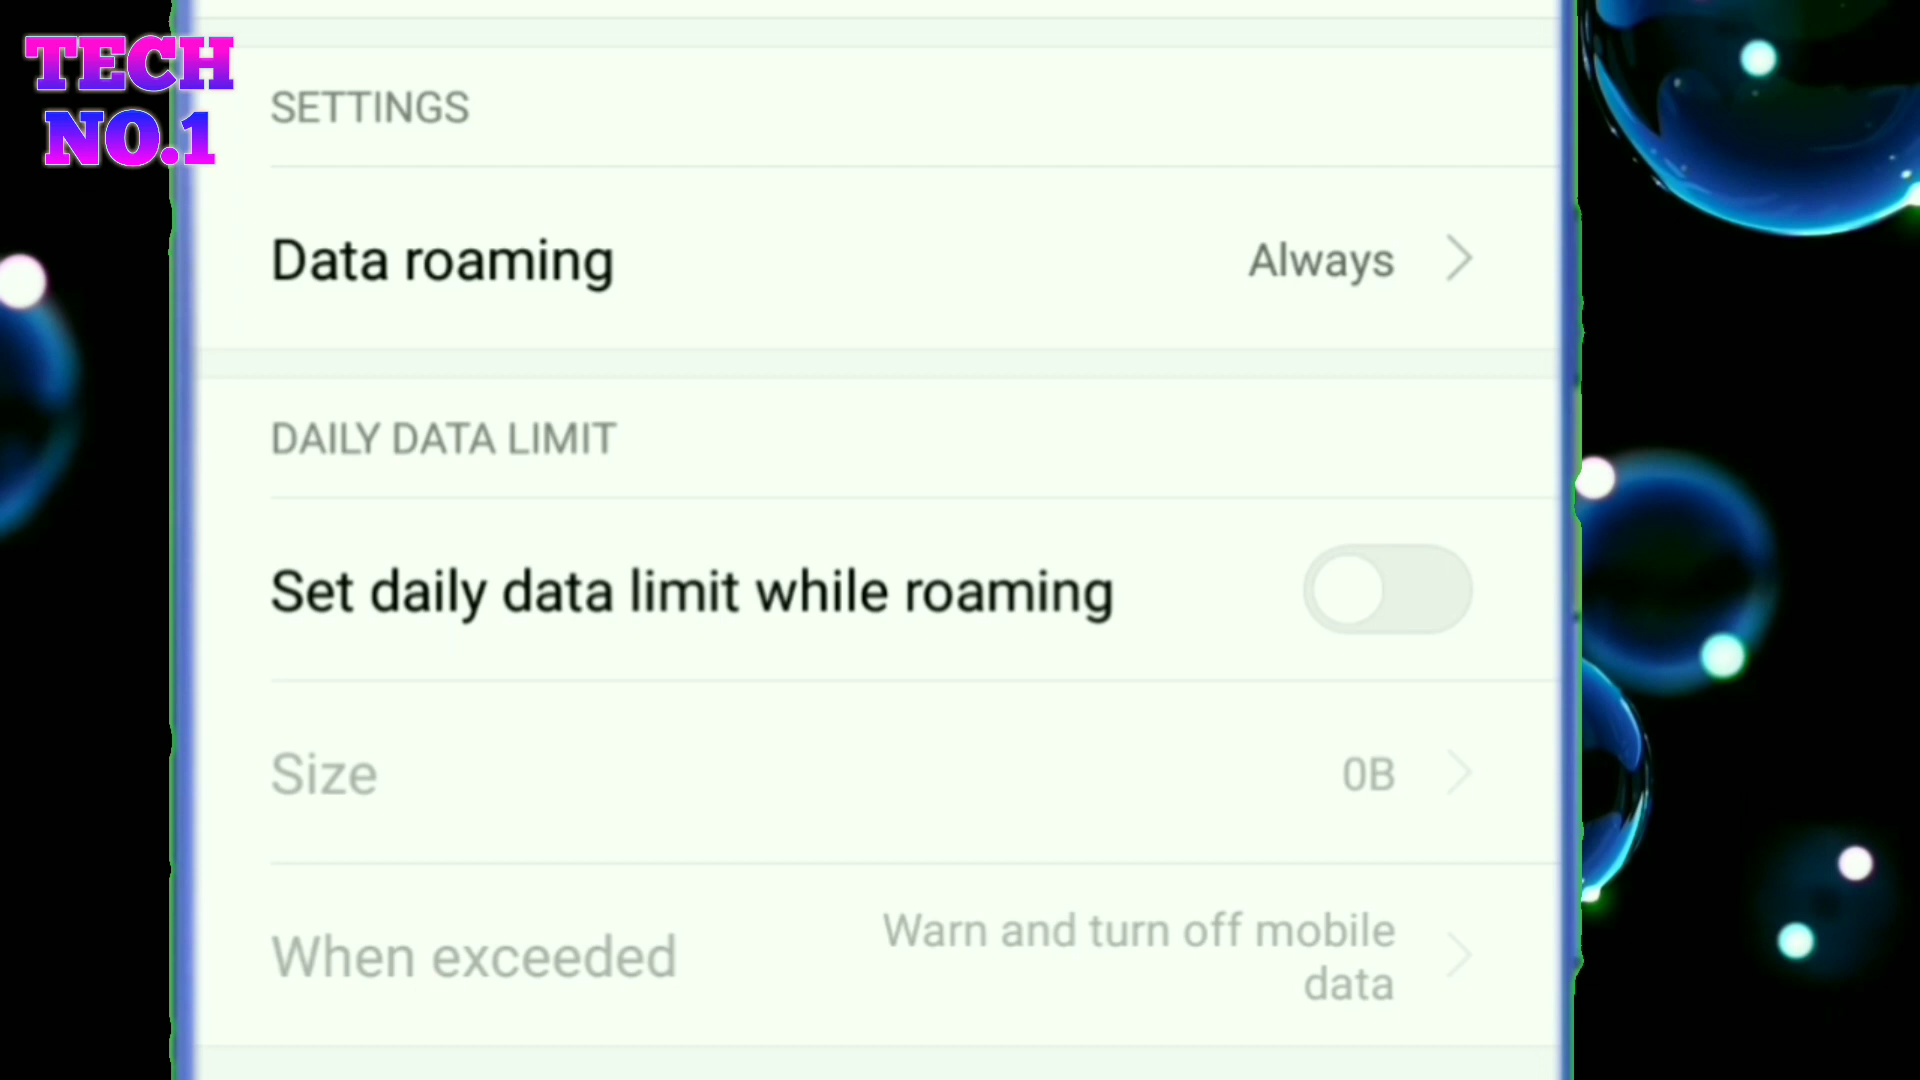 TECH
NO.1
SETTINGS
Data roaming
Always
DAILY DATA LIMIT
Set daily data limit while roaming
Size
0B
When exceeded
Warn and turn off mobile
data